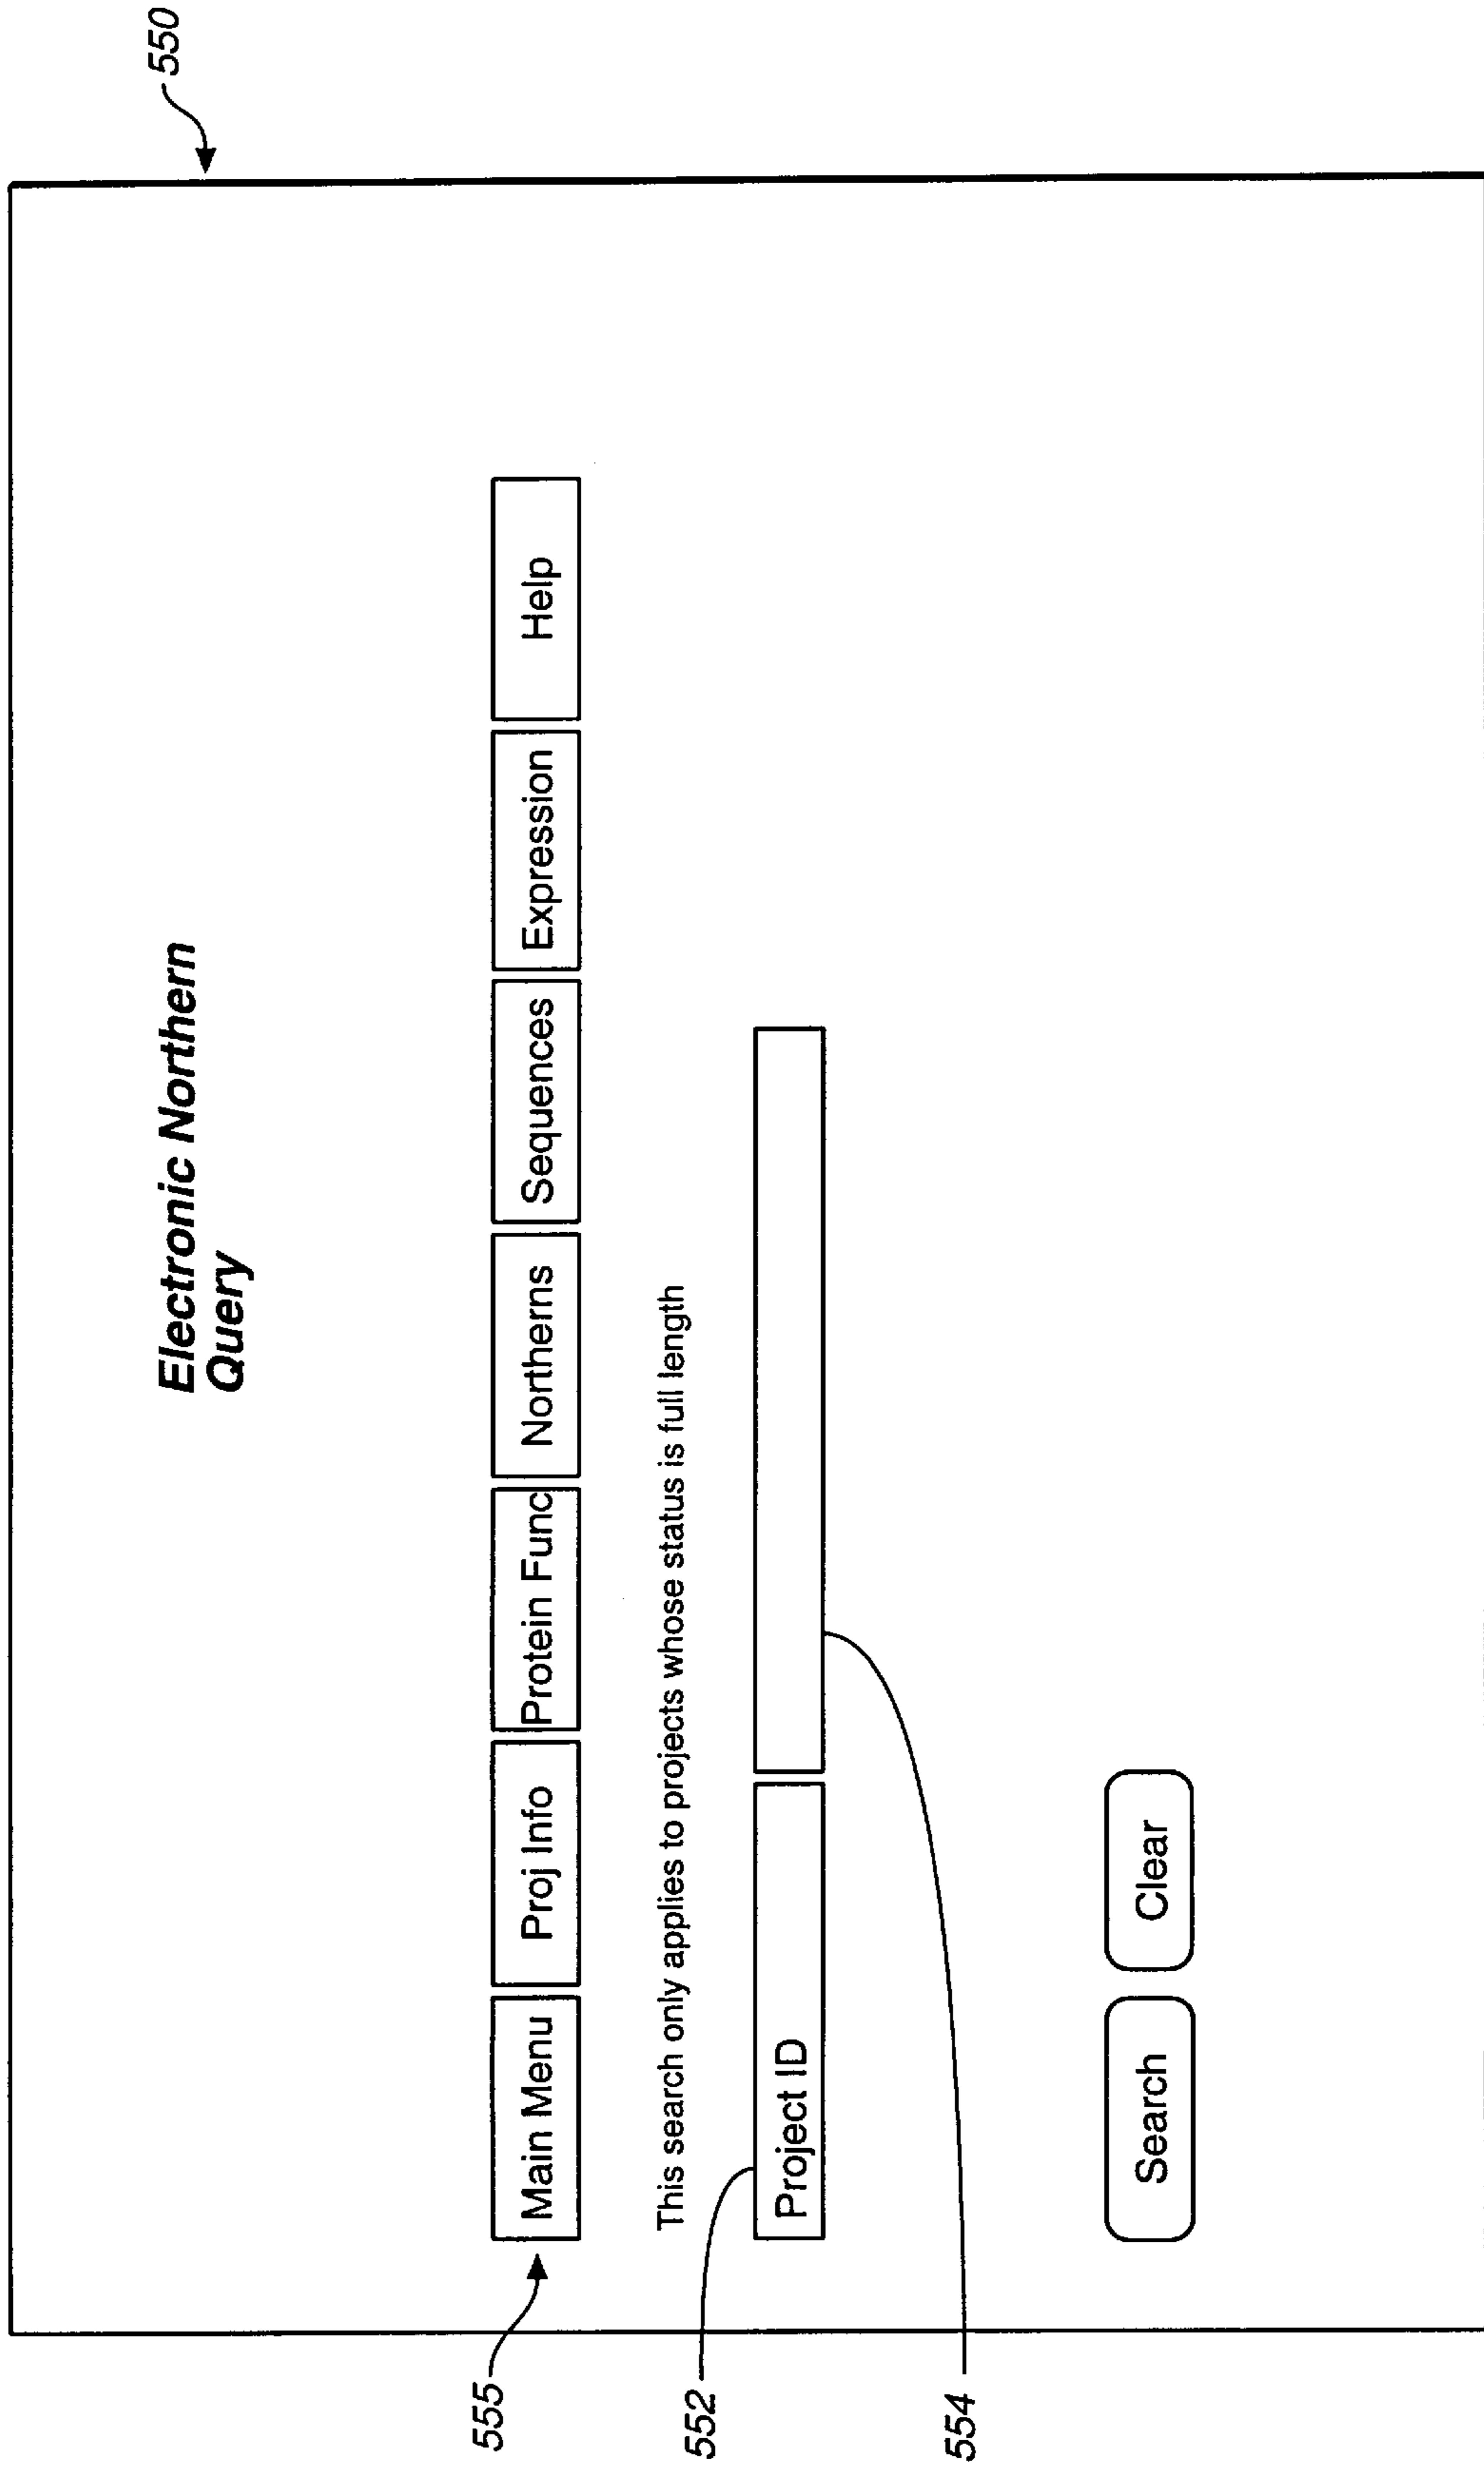 550
Electronic Northern
Query
555
Main Menu Proj Info Protein Func Northerns Sequences Expression Help
This search only applies to projects whose status is full length
552
Project ID
554
Search Clear